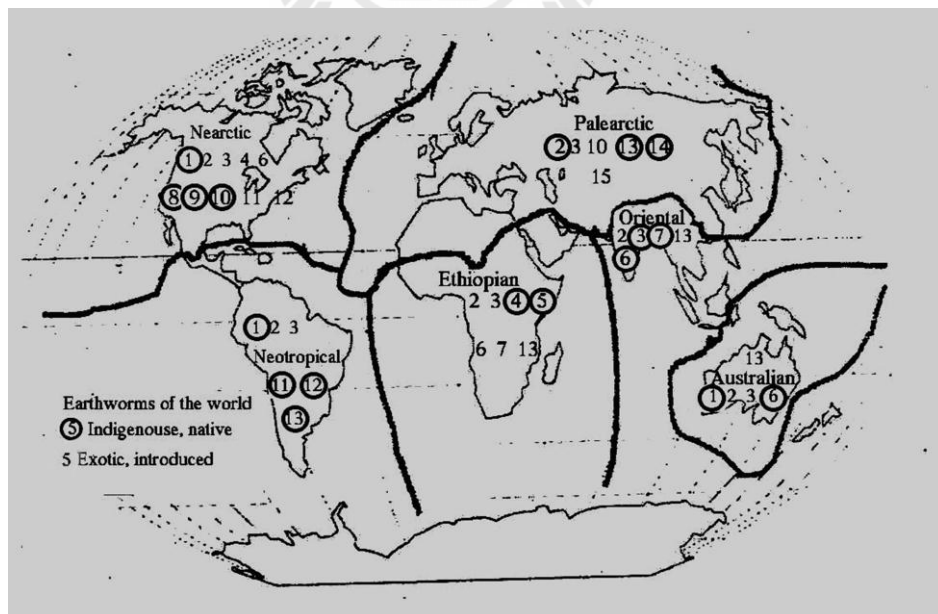 Nearctic
1 2 3 4 6
8 9 10 11 12
Palearctic
2 3 10 13 14
15
Oriental
2 3 7 13
6
Ethiopian
2 3 4 5
6 7 13
1 2 3
Neotropical
11 12
13
13
Australian
1 2 3 6
Earthworms of the world
5 Indigenouse, native
5 Exotic, introduced